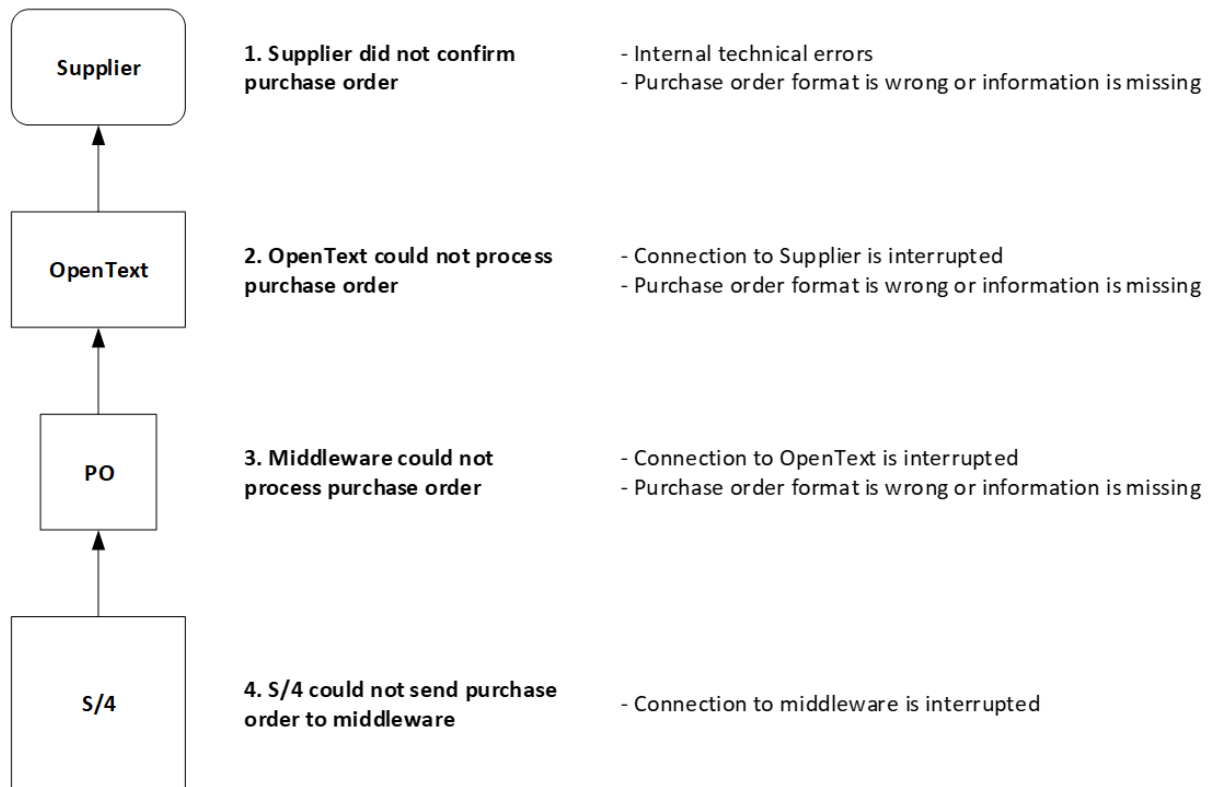 Supplier
1. Supplier did not confirm
purchase order
- Internal technical errors
- Purchase order format is wrong or information is missing
OpenText
2. OpenText could not process
purchase order
- Connection to Supplier is interrupted
- Purchase order format is wrong or information is missing
PO
3. Middleware could not
process purchase order
- Connection to OpenText is interrupted
- Purchase order format is wrong or information is missing
S/4
4. S/4 could not send purchase
order to middleware
- Connection to middleware is interrupted